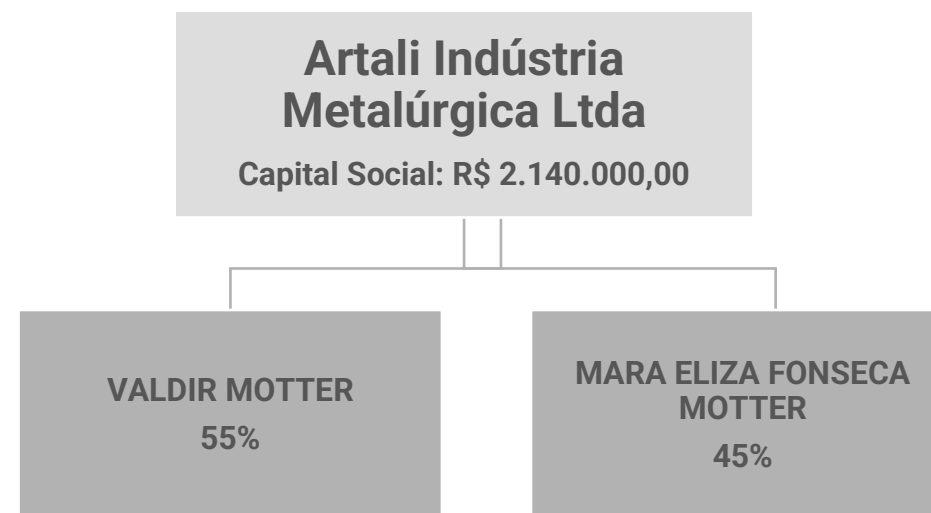 Artali Indústria
Metalúrgica Ltda
Capital Social: R$ 2.140.000,00
VALDIR MOTTER
55%
MARA ELIZA FONSECA
MOTTER
45%